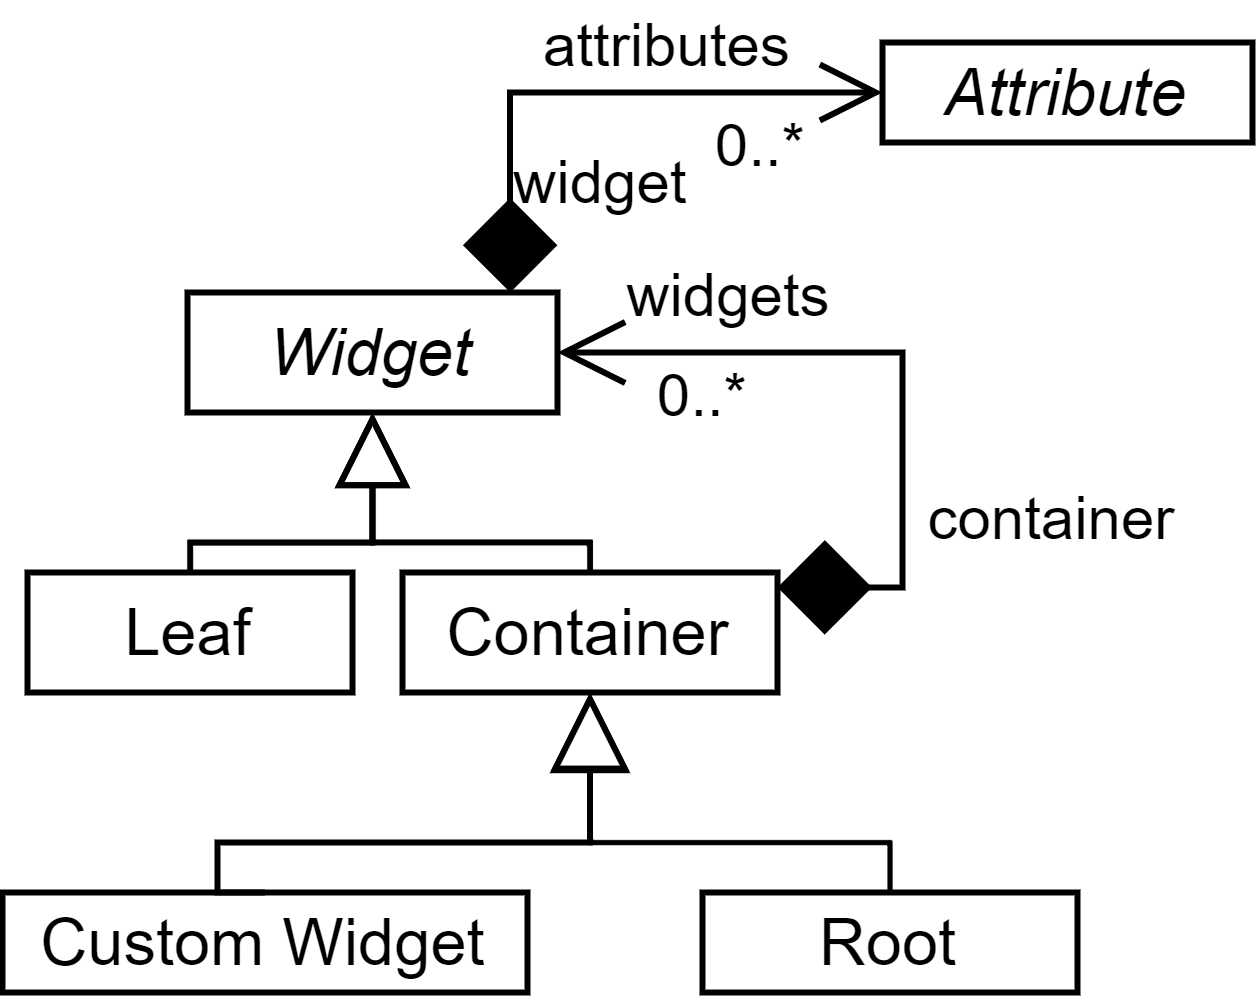 attributes
Attribute
0..*
widget
widgets
Widget
0..*
container
Leaf
Container
Custom Widget
Root